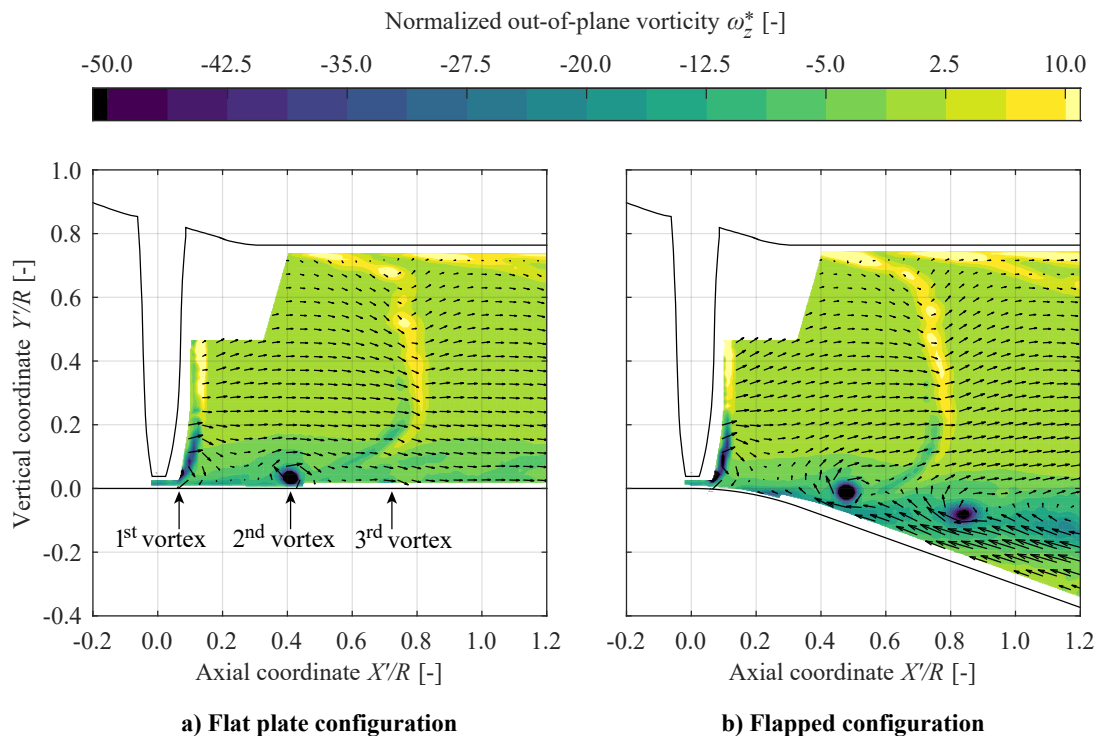 Normalized out-of-plane vorticity ω*z [-]
-50.0 -42.5 -35.0 -27.5 -20.0 -12.5 -5.0 2.5 10.0
1.0
0.8
0.6
0.4
0.2
0.0
-0.2
-0.4
Vertical coordinate Y'/R [-]
1st vortex 2nd vortex 3rd vortex
-0.2 0.0 0.2 0.4 0.6 0.8 1.0 1.2
Axial coordinate X'/R [-]
a) Flat plate configuration
-0.2 0.0 0.2 0.4 0.6 0.8 1.0 1.2
Axial coordinate X'/R [-]
b) Flapped configuration